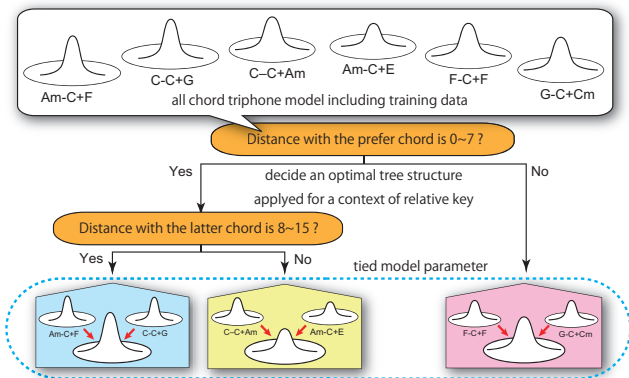 Am-C+F
C-C+G
C–C+Am
Am-C+E
F-C+F
G-C+Cm
all chord triphone model including training data
Distance with the prefer chord is 0~7 ?
Yes
No
decide an optimal tree structure
applyed for a context of relative key
Distance with the latter chord is 8~15 ?
Yes
No
tied model parameter
Am-C+F
C-C+G
C–C+Am
Am-C+E
F-C+F
G-C+Cm